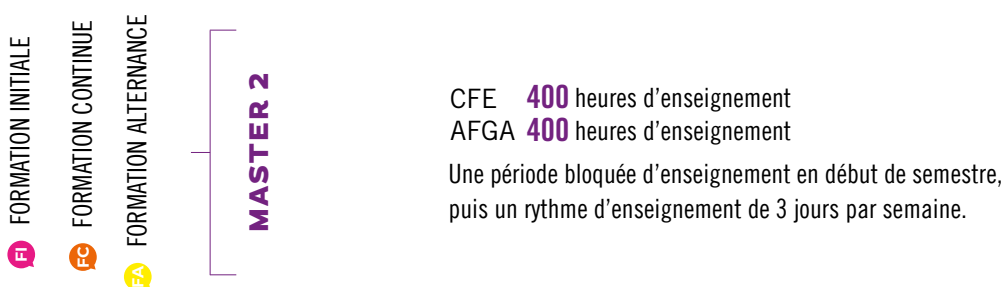 FI FORMATION INITIALE
FC FORMATION CONTINUE
FA FORMATION ALTERNANCE
MASTER 2
CFE 400 heures d’enseignement
AFGA 400 heures d’enseignement
Une période bloquée d’enseignement en début de semestre,
puis un rythme d’enseignement de 3 jours par semaine.